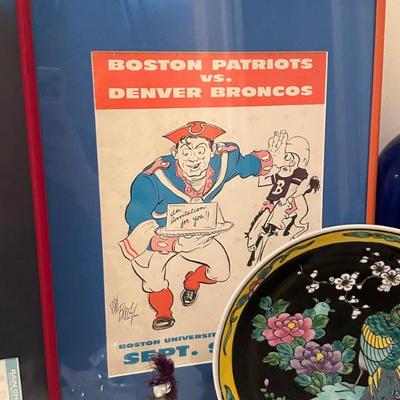 BOSTON PATRIOTS
VS.
DENVER BRONCOS
B
An
invitation
for you!!
BOSTON UNIVERSIT
SEPT.